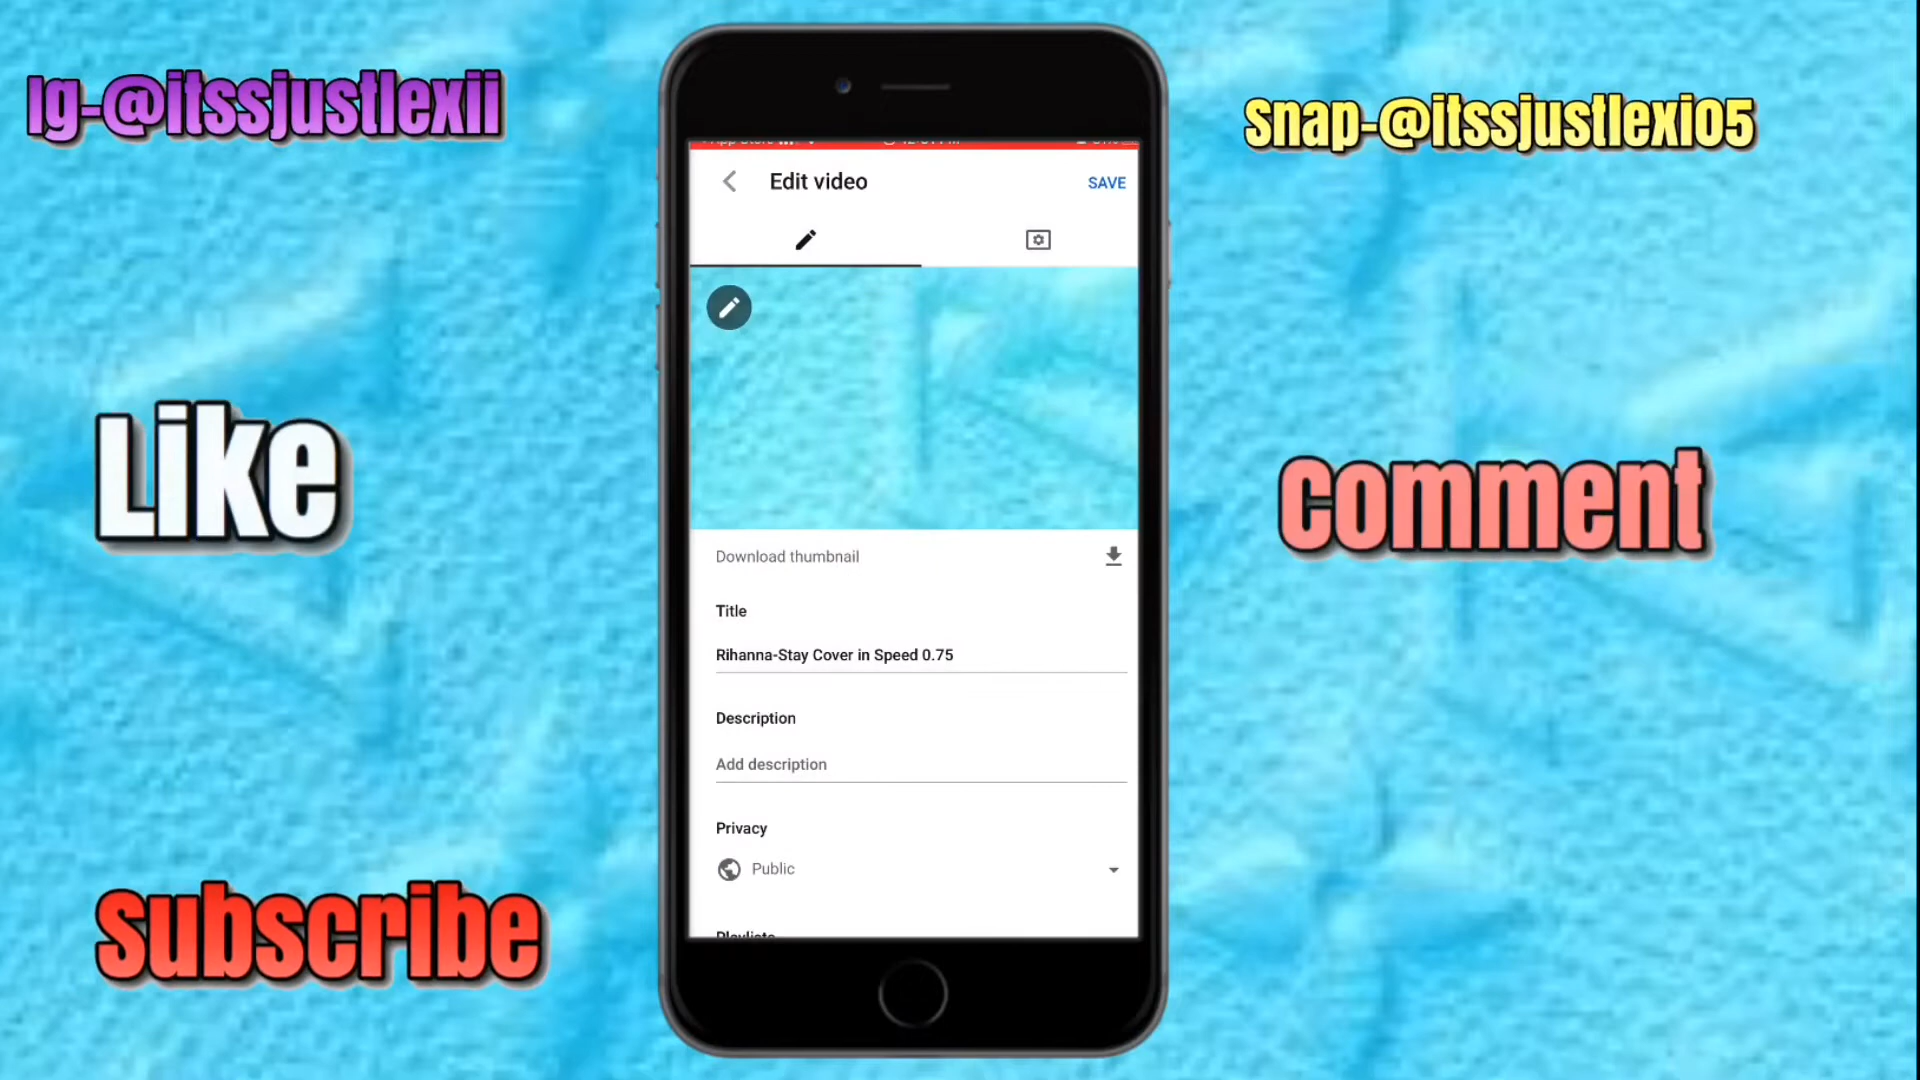 Ig-@itssjustlexii
Snap-@itssjustlexi05
Like
Comment
Subscribe
Edit video
SAVE
Download thumbnail
Title
Rihanna-Stay Cover in Speed 0.75
Description
Add description
Privacy
Public
Playlists